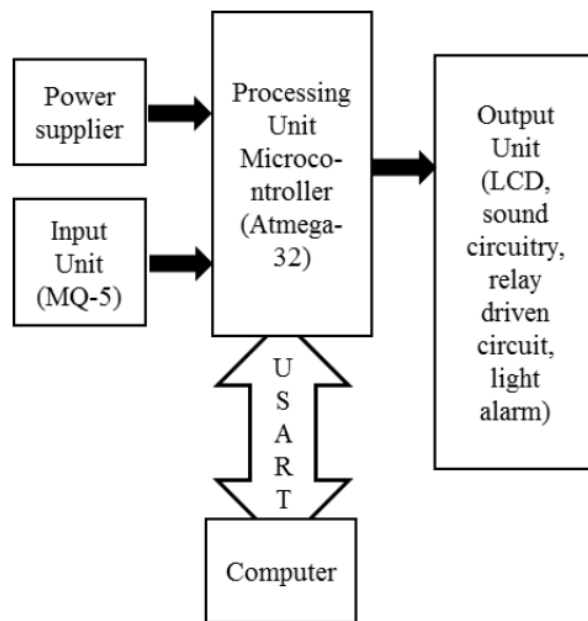 Power
supplier
Input
Unit
(MQ-5)
Processing
Unit
Microco-
ntroller
(Atmega-
32)
Output
Unit
(LCD,
sound
circuitry,
relay
driven
circuit,
light
alarm)
U
S
A
R
T
Computer